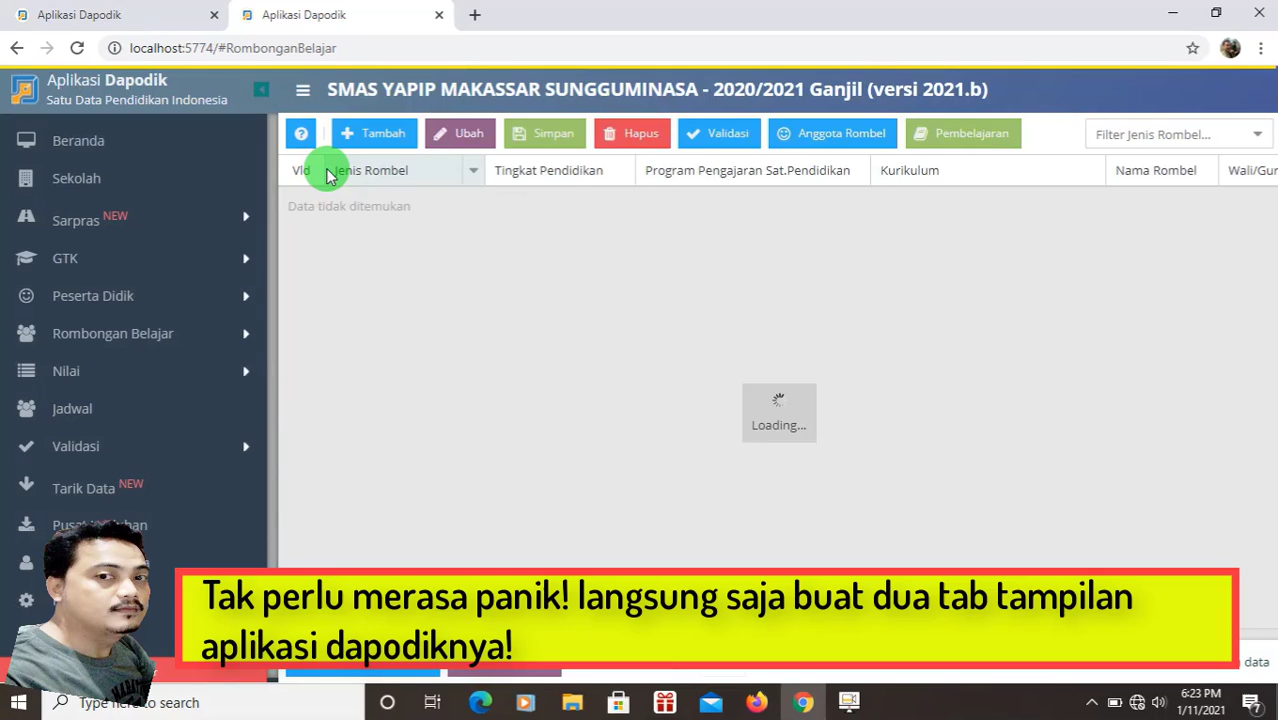 Aplikasi Dapodik
Aplikasi Dapodik
localhost:5774/#RombonganBelajar
Aplikasi Dapodik
Satu Data Pendidikan Indonesia
SMAS YAPIP MAKASSAR SUNGGUMINASA - 2020/2021 Ganjil (versi 2021.b)
Beranda
Sekolah
Sarpras NEW
GTK
Peserta Didik
Rombongan Belajar
Nilai
Jadwal
Validasi
Tarik Data NEW
Tambah
Ubah
Simpan
Hapus
Validasi
Anggota Rombel
Pembelajaran
Filter Jenis Rombel...
Vld
Jenis Rombel
Tingkat Pendidikan
Program Pengajaran Sat.Pendidikan
Kurikulum
Nama Rombel
Data tidak ditemukan
Loading...
Tak perlu merasa panik! langsung saja buat dua tab tampilan
aplikasi dapodiknya!
data
Type here to search
6:23 PM
1/11/2021